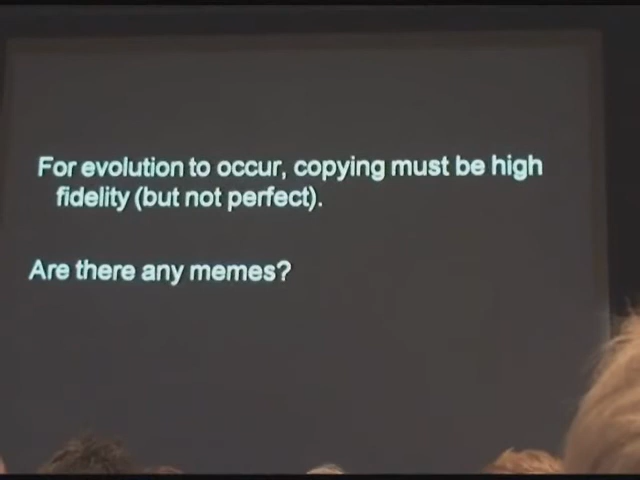 For evolution to occur, copying must be high
fidelity (but not perfect).
Are there any memes?